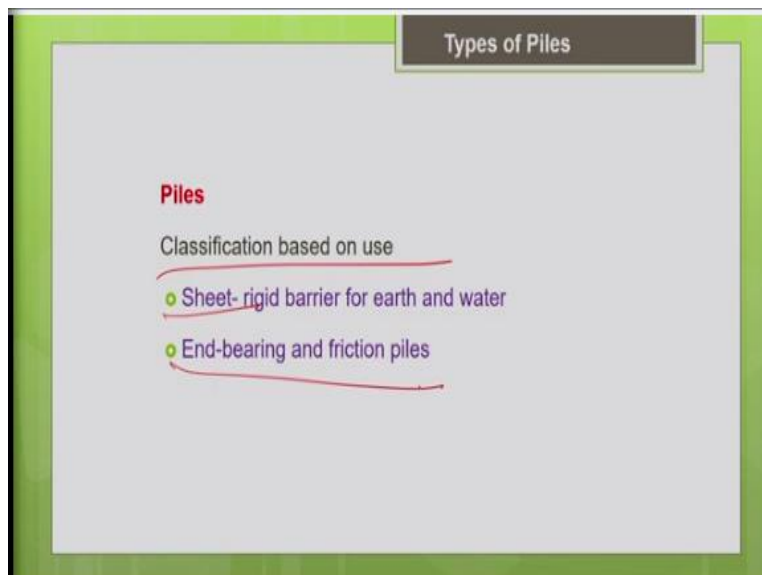 Types of Piles
Piles
Classification based on use
Sheet- rigid barrier for earth and water
End-bearing and friction piles